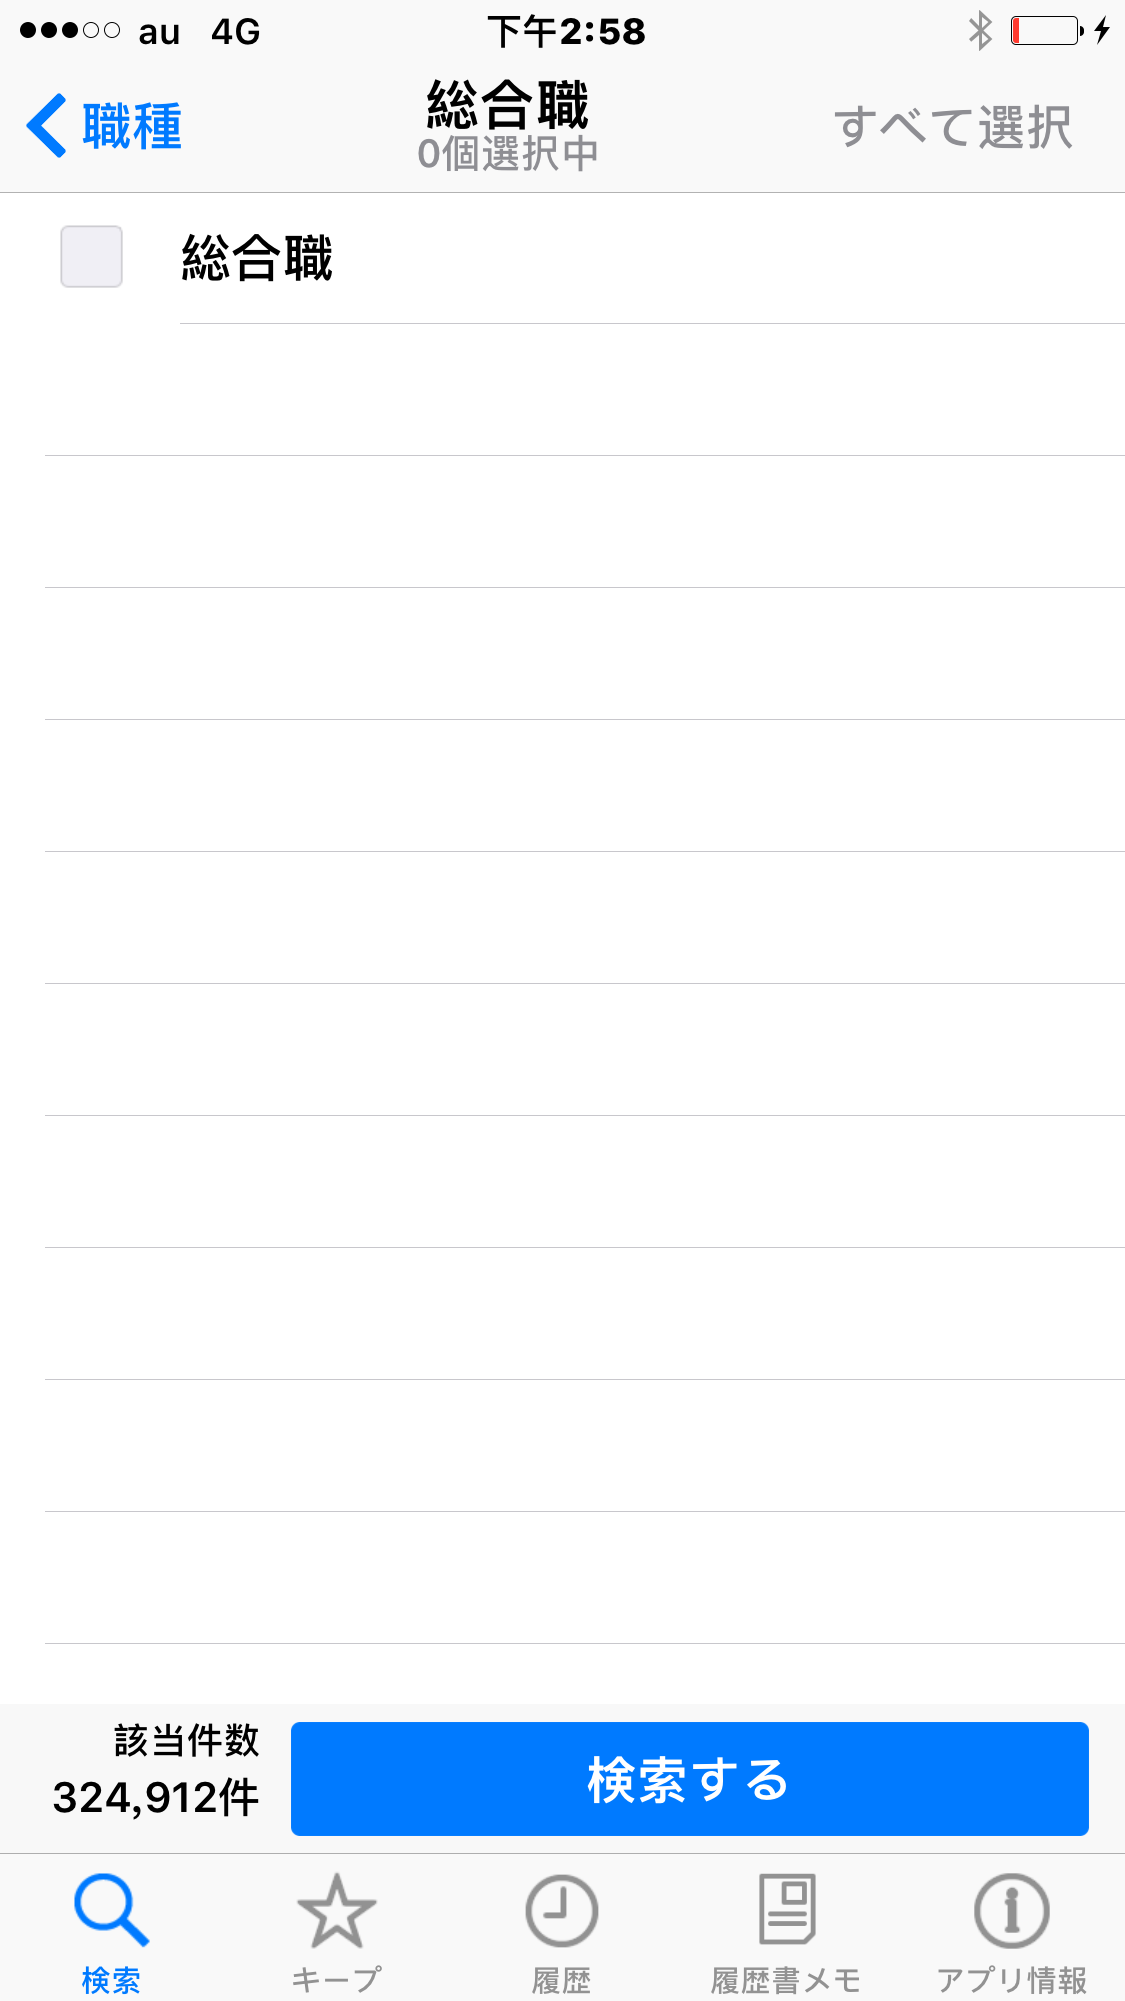 au 4G 下午2:58
職種 総合職 すべて選択
0個選択中
総合職
該当件数
324,912件
検索する
検索 キープ 履歴 履歴書メモ アプリ情報